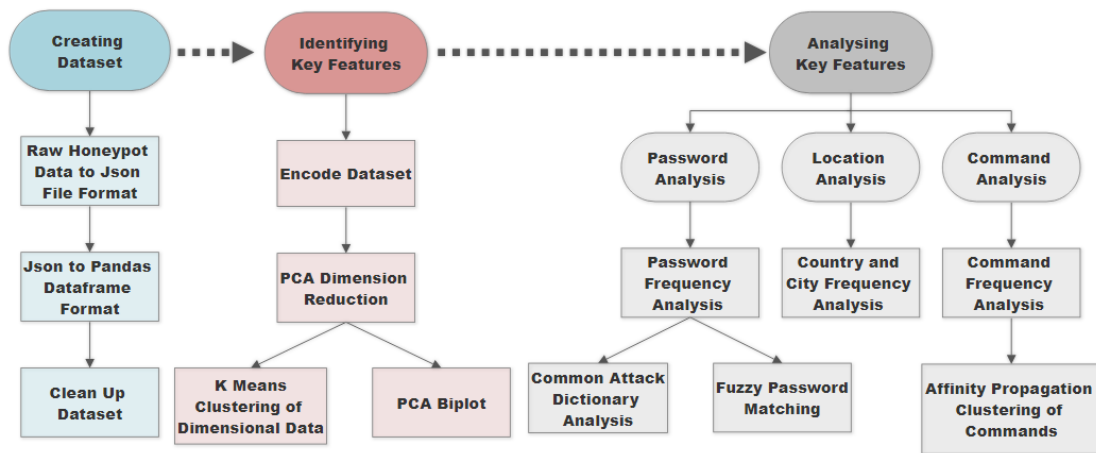 Creating
Dataset
Identifying
Key Features
Analysing
Key Features
Raw Honeypot
Data to Json
File Format
Json to Pandas
Dataframe
Format
Clean Up
Dataset
Encode Dataset
PCA Dimension
Reduction
K Means
Clustering of
Dimensional Data
PCA Biplot
Password
Analysis
Location
Analysis
Command
Analysis
Password
Frequency
Analysis
Country and
City Frequency
Analysis
Command
Frequency
Analysis
Common Attack
Dictionary
Analysis
Fuzzy Password
Matching
Affinity Propagation
Clustering of
Commands